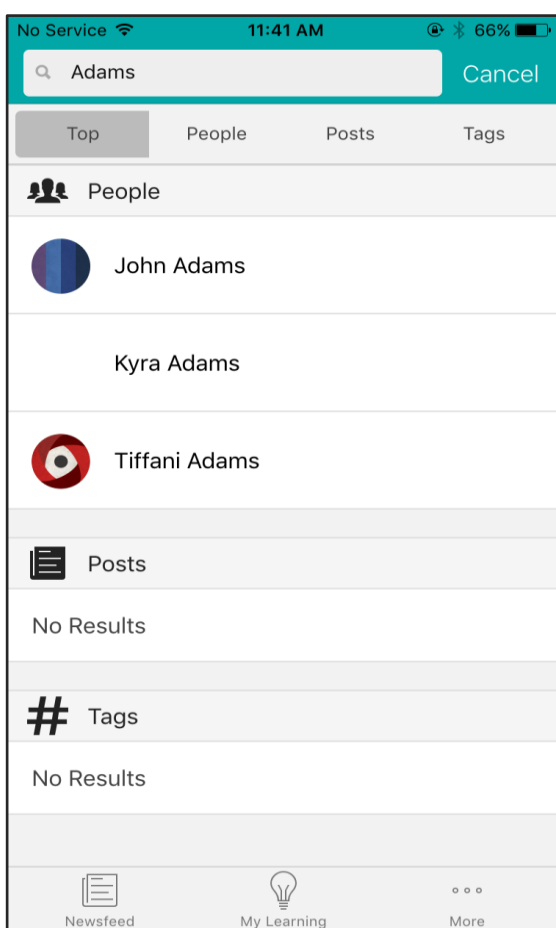 No Service 11:41 AM 66%
Adams Cancel
Top People Posts Tags
People
John Adams
Kyra Adams
Tiffani Adams
Posts
No Results
# Tags
No Results
Newsfeed My Learning More